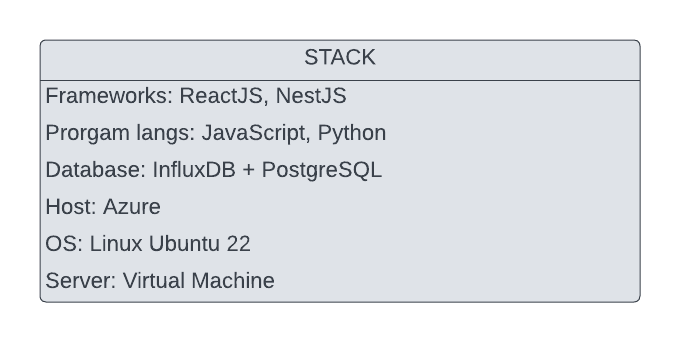 STACK
Frameworks: ReactJS, NestJS
Prorgam langs: JavaScript, Python
Database: InfluxDB + PostgreSQL
Host: Azure
OS: Linux Ubuntu 22
Server: Virtual Machine